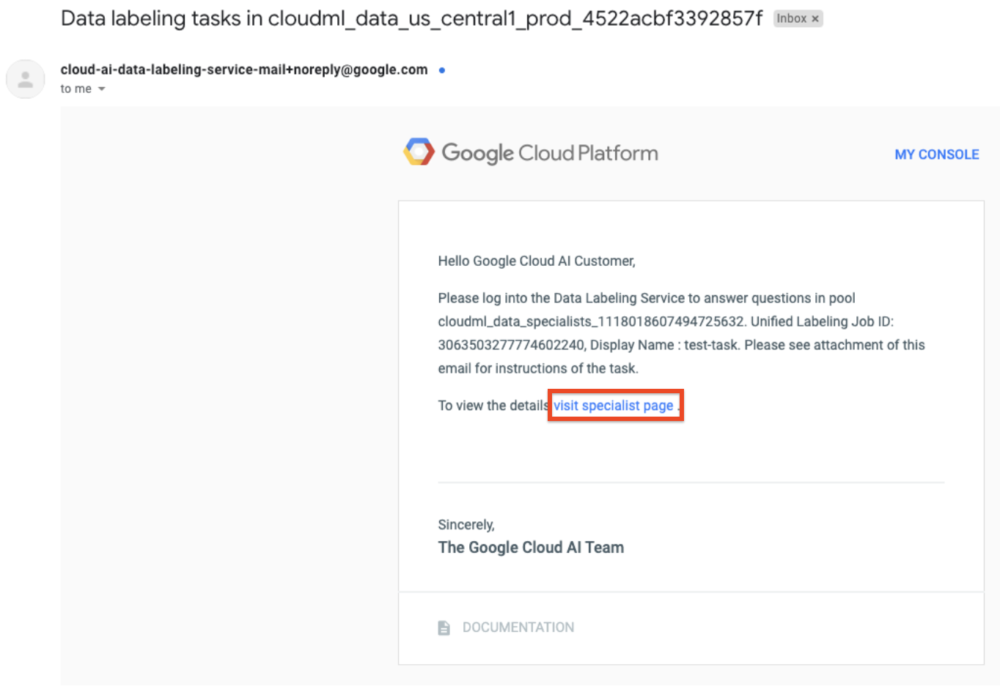 Data labeling tasks in cloudml_data_us_central1_prod_4522acbf3392857f Inbox ×
cloud-ai-data-labeling-service-mail+noreply@google.com
to me
Google Cloud Platform
MY CONSOLE
Hello Google Cloud AI Customer,
Please log into the Data Labeling Service to answer questions in pool
cloudml_data_specialists_1118018607494725632. Unified Labeling Job ID:
3063503277774602240, Display Name : test-task. Please see attachment of this
email for instructions of the task.
To view the details visit specialist page .
Sincerely,
The Google Cloud AI Team
DOCUMENTATION